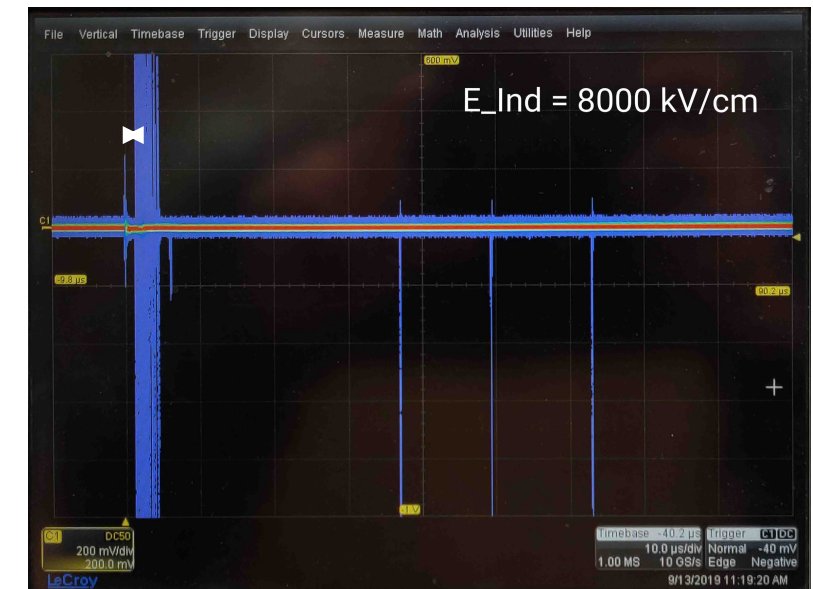 File Vertical Timebase Trigger Display Cursors Measure Math Analysis Utilities Help
600 mV
E_Ind = 8000 kV/cm
C1
-9.8 µs
90.2 µs
-1 V
C1 DC50
200 mV/div
200.0 mV
Timebase -40.2 µs
10.0 µs/div
1.00 MS 10 GS/s
Trigger C1 DC
Normal -40 mV
Edge Negative
LeCroy
9/13/2019 11:19:20 AM